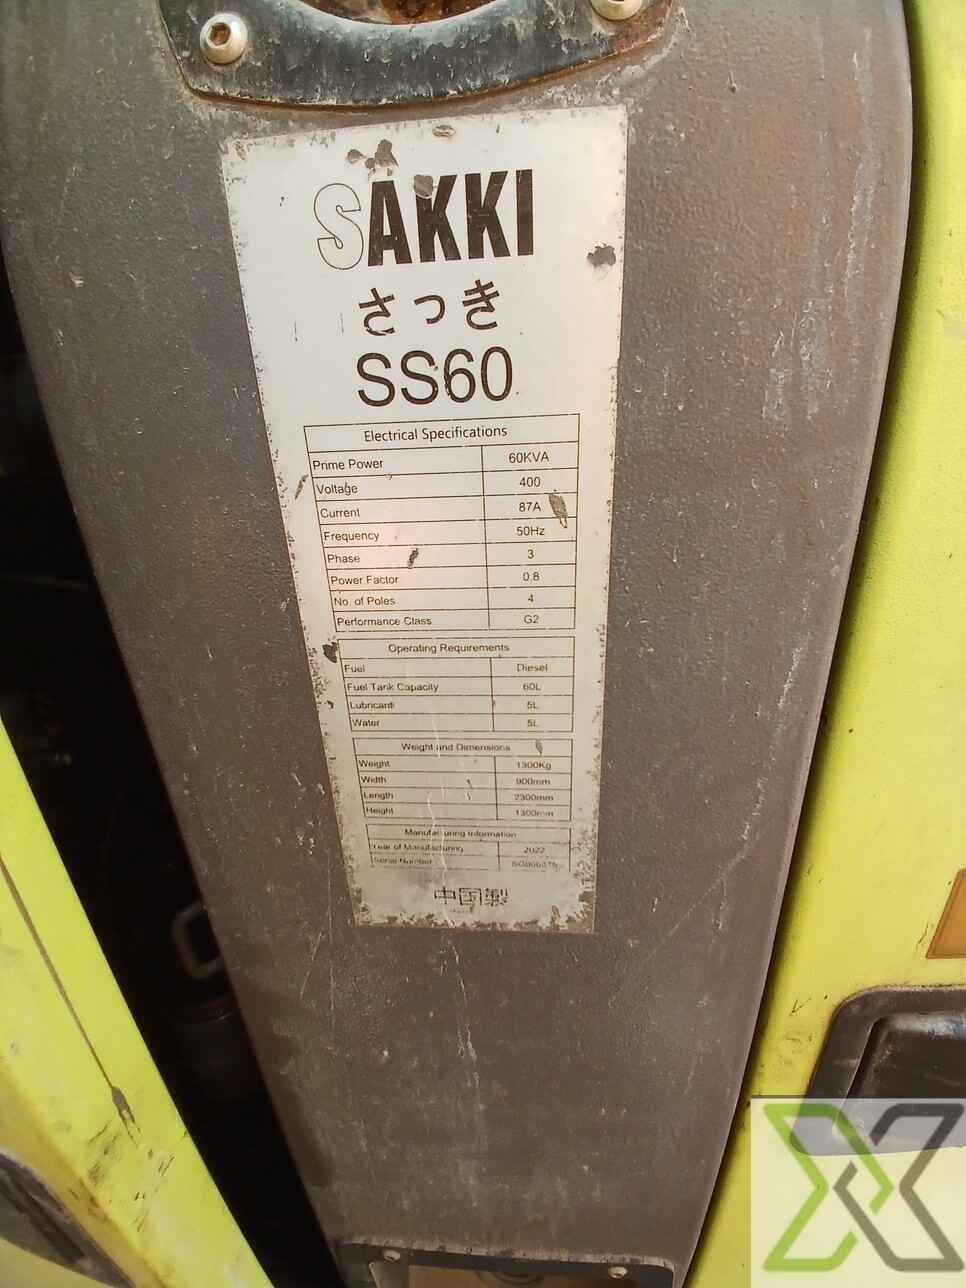 SAKKI
さっき
SS60
Electrical Specifications
Prime Power 60KVA
Voltage 400
Current 87A
Frequency 50Hz
Phase 3
Power Factor 0.8
No. of Poles 4
Performance Class G2
Operating Requirements
Fuel Diesel
Fuel Tank Capacity 60L
Lubricant 5L
Water 5L
Weight and Dimensions
Weight 1300Kg
Width 900mm
Length 2300mm
Height 1300mm
Manufacturing Information
Year of Manufacturing 2022
Serial Number
中国製